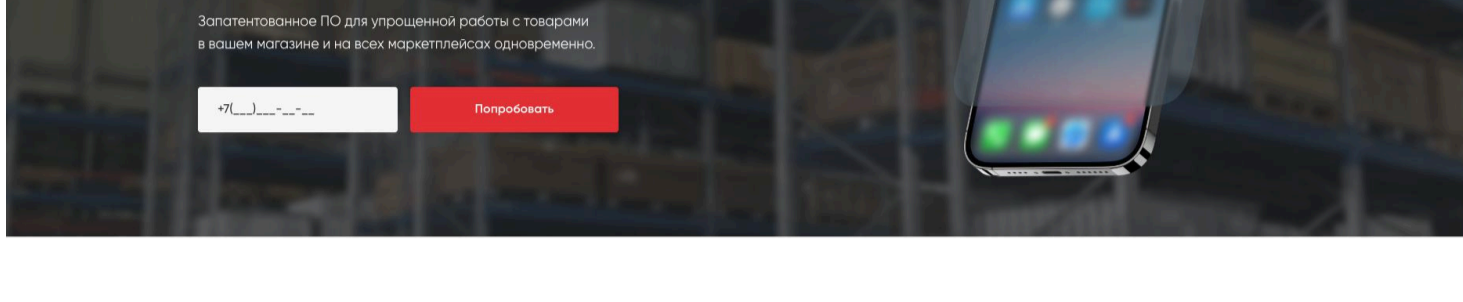 Запатентованное ПО для упрощенной работы с товарами
в вашем магазине и на всех маркетплейсах одновременно.
+7(___)___-__-__
Попробовать